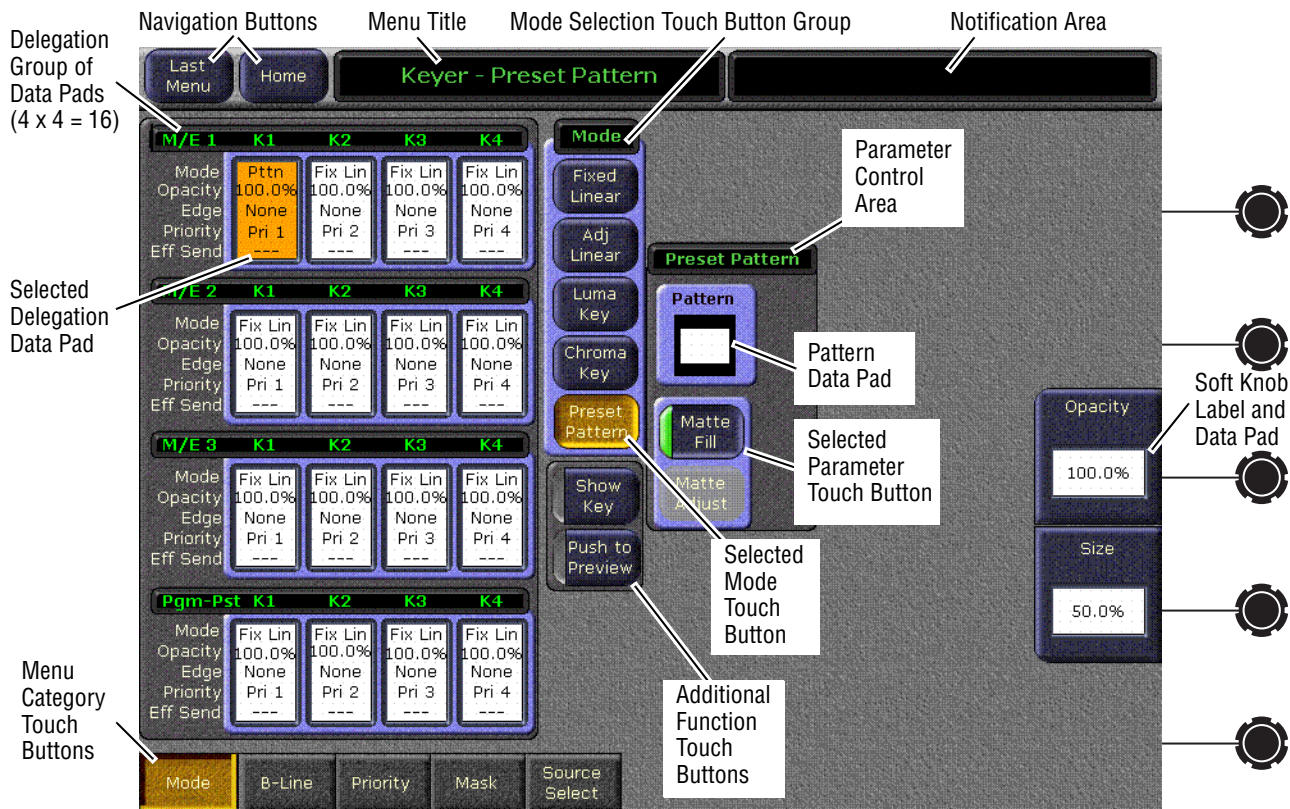 Navigation Buttons
Menu Title
Mode Selection Touch Button Group
Notification Area
Delegation
Group of
Data Pads
(4 x 4 = 16)
Last
Menu
Home
Keyer - Preset Pattern
M/E 1 K1 K2 K3 K4
Mode Pttn Fix Lin Fix Lin Fix Lin
Opacity 100.0% 100.0% 100.0% 100.0%
Edge None None None None
Priority Pri 1 Pri 2 Pri 3 Pri 4
Eff Send --- --- --- ---
Selected
Delegation
Data Pad
M/E 2 K1 K2 K3 K4
Mode Fix Lin Fix Lin Fix Lin Fix Lin
Opacity 100.0% 100.0% 100.0% 100.0%
Edge None None None None
Priority Pri 1 Pri 2 Pri 3 Pri 4
Eff Send --- --- --- ---
M/E 3 K1 K2 K3 K4
Mode Fix Lin Fix Lin Fix Lin Fix Lin
Opacity 100.0% 100.0% 100.0% 100.0%
Edge None None None None
Priority Pri 1 Pri 2 Pri 3 Pri 4
Eff Send --- --- --- ---
Pgm-Pst K1 K2 K3 K4
Mode Fix Lin Fix Lin Fix Lin Fix Lin
Opacity 100.0% 100.0% 100.0% 100.0%
Edge None None None None
Priority Pri 1 Pri 2 Pri 3 Pri 4
Eff Send --- --- --- ---
Mode
Fixed
Linear
Adj
Linear
Luma
Key
Chroma
Key
Preset
Pattern
Show
Key
Push to
Preview
Parameter
Control
Area
Preset Pattern
Pattern
Pattern
Data Pad
Matte
Fill
Matte
Adjust
Selected
Parameter
Touch Button
Selected
Mode
Touch
Button
Additional
Function
Touch
Buttons
Soft Knob
Label and
Data Pad
Opacity
100.0%
Size
50.0%
Menu
Category
Touch
Buttons
Mode
B-Line
Priority
Mask
Source
Select